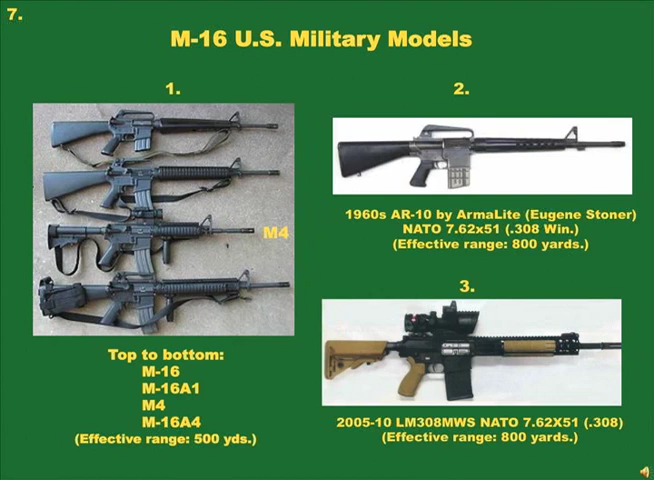 7.
M-16 U.S. Military Models
1.
M4
Top to bottom:
M-16
M-16A1
M4
M-16A4
(Effective range: 500 yds.)
2.
1960s AR-10 by ArmaLite (Eugene Stoner)
NATO 7.62x51 (.308 Win.)
(Effective range: 800 yards.)
3.
2005-10 LM308MWS NATO 7.62X51 (.308)
(Effective range: 800 yards.)